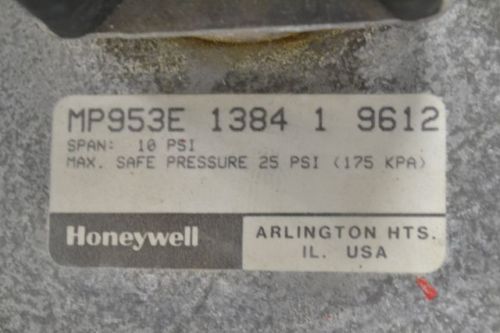 MP953E 1384 1 9612
SPAN: 10 PSI
MAX. SAFE PRESSURE 25 PSI (175 KPA)
Honeywell
ARLINGTON HTS.
IL. USA